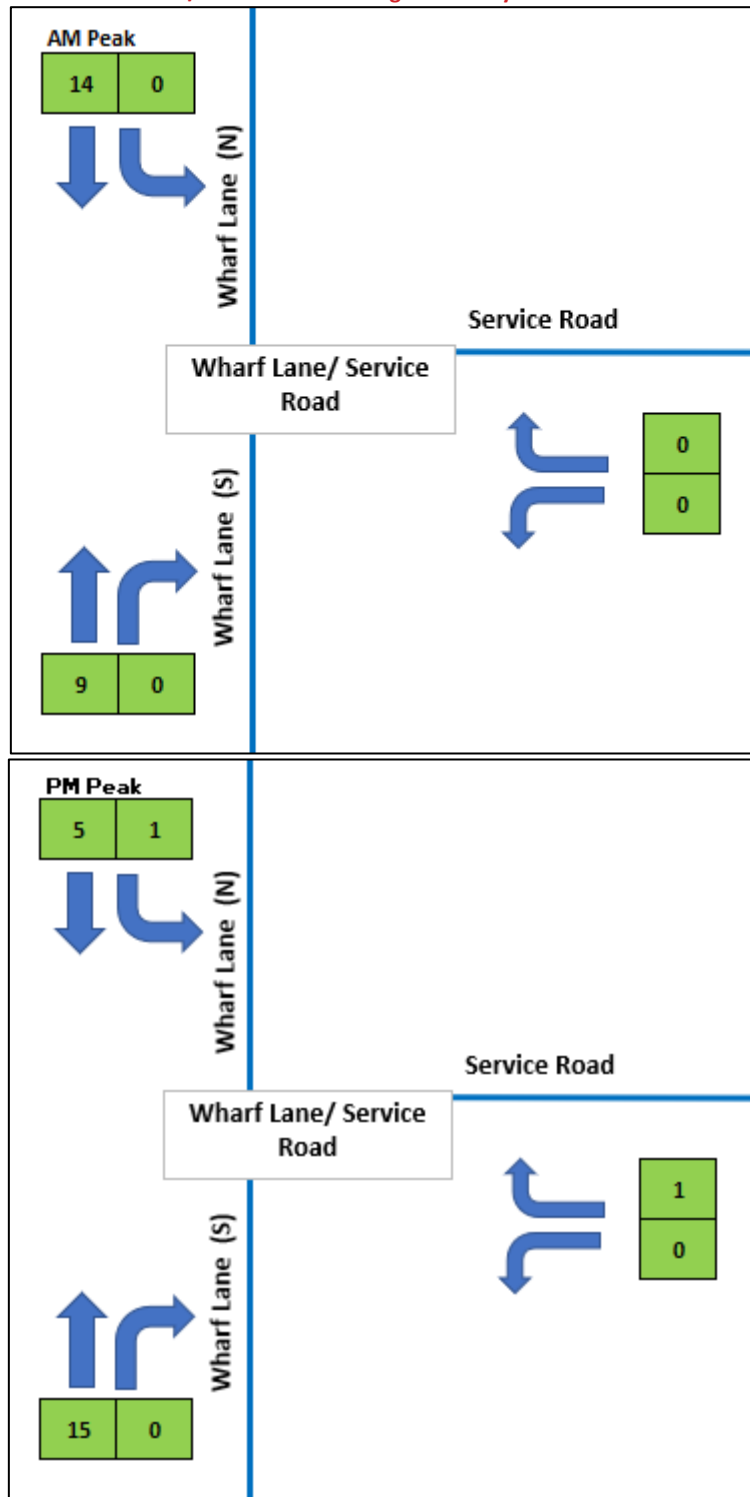 AM Peak
14 0
Wharf Lane (N)
Service Road
Wharf Lane/ Service
Road
0
0
Wharf Lane (S)
9 0
PM Peak
5 1
Wharf Lane (N)
Service Road
Wharf Lane/ Service
Road
1
0
Wharf Lane (S)
15 0